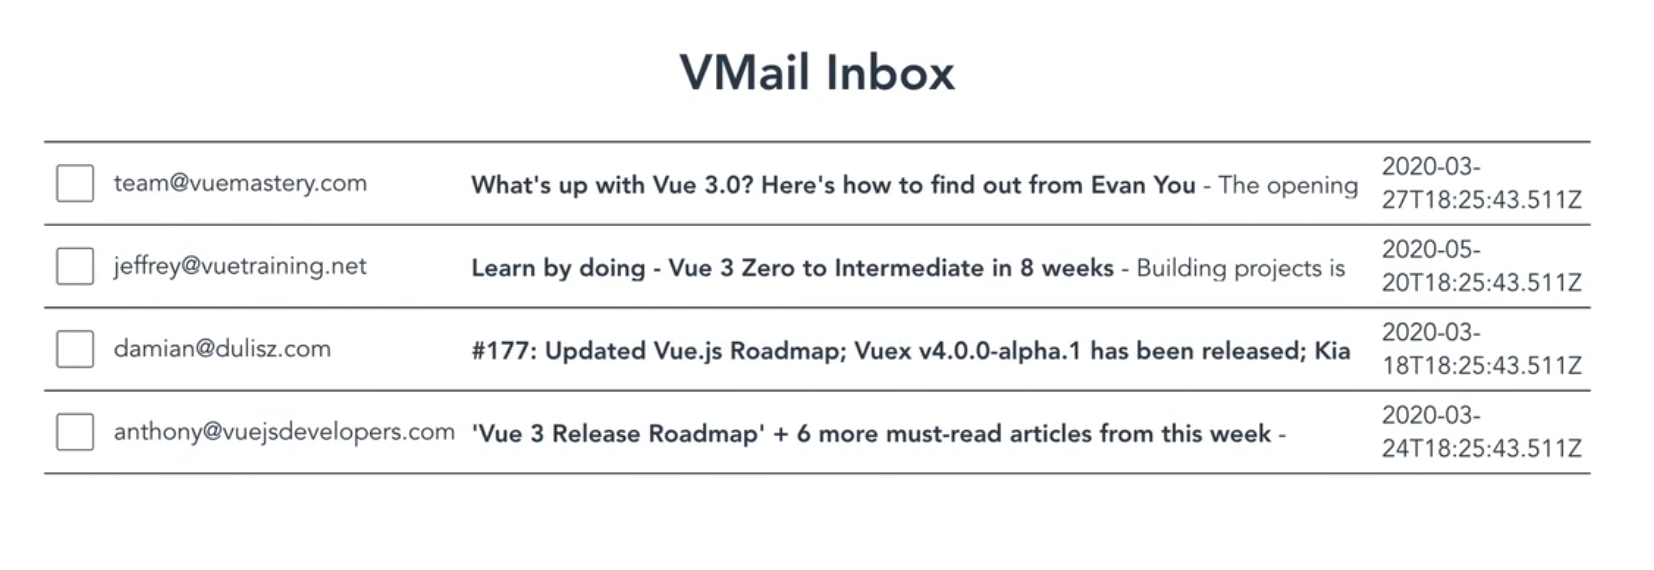 VMail Inbox
team@vuemastery.com What's up with Vue 3.0? Here's how to find out from Evan You - The opening 2020-03-
27T18:25:43.511Z
jeffrey@vuetraining.net Learn by doing - Vue 3 Zero to Intermediate in 8 weeks - Building projects is 2020-05-
20T18:25:43.511Z
damian@dulisz.com #177: Updated Vue.js Roadmap; Vuex v4.0.0-alpha.1 has been released; Kia 2020-03-
18T18:25:43.511Z
anthony@vuejsdevelopers.com 'Vue 3 Release Roadmap' + 6 more must-read articles from this week - 2020-03-
24T18:25:43.511Z